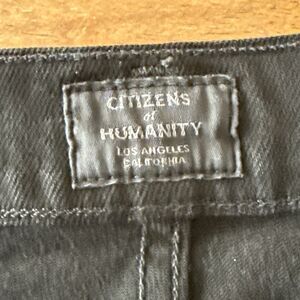 CITIZENS
of
HUMANITY
LOS ANGELES
CALIFORNIA